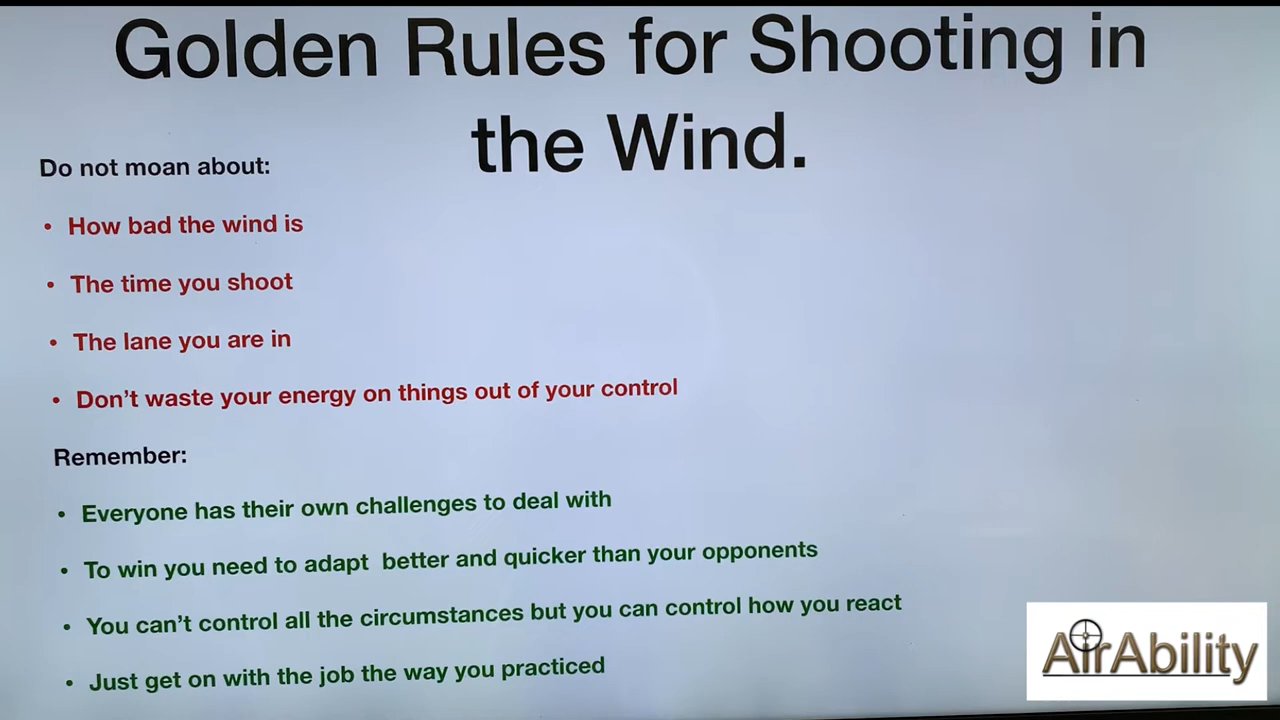 Golden Rules for Shooting in
the Wind.
Do not moan about:
• How bad the wind is
• The time you shoot
• The lane you are in
• Don't waste your energy on things out of your control
Remember:
• Everyone has their own challenges to deal with
• To win you need to adapt  better and quicker than your opponents
• You can't control all the circumstances but you can control how you react
• Just get on with the job the way you practiced
AirAbility